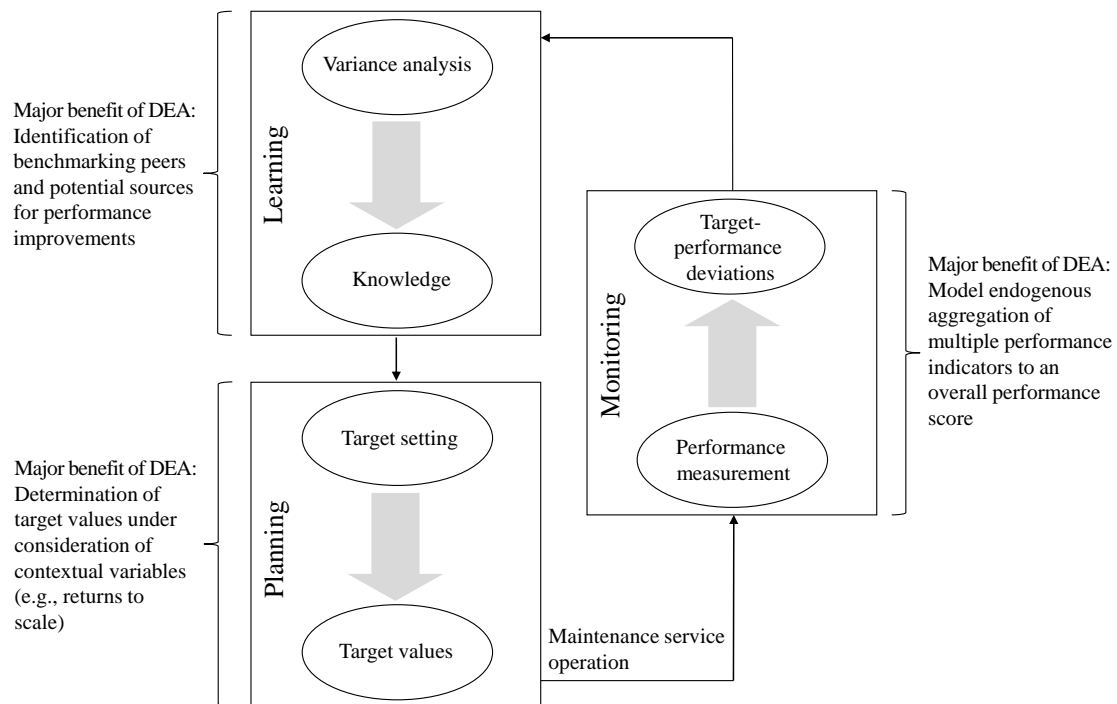 Major benefit of DEA:
Identification of
benchmarking peers
and potential sources
for performance
improvements
Learning
Variance analysis
Knowledge
Major benefit of DEA:
Determination of
target values under
consideration of
contextual variables
(e.g., returns to
scale)
Planning
Target setting
Target values
Maintenance service
operation
Monitoring
Target-
performance
deviations
Performance
measurement
Major benefit of DEA:
Model endogenous
aggregation of
multiple performance
indicators to an
overall performance
score